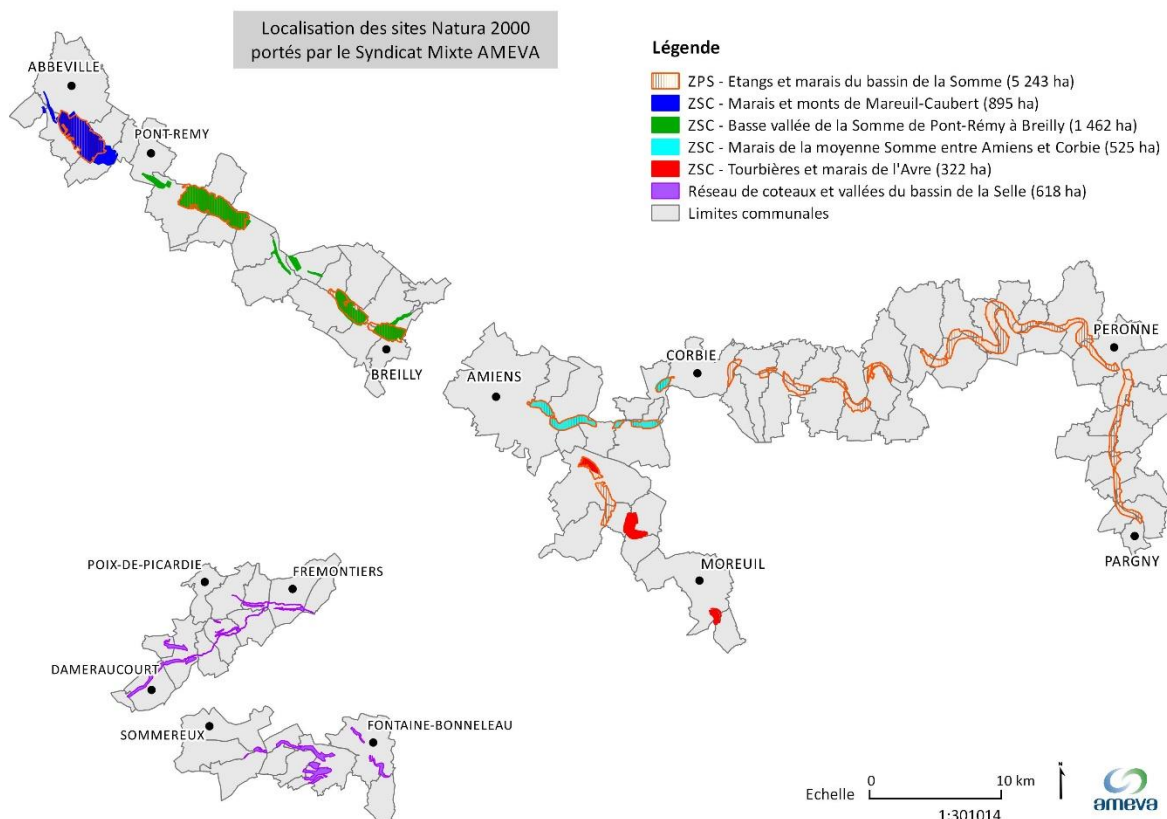 Localisation des sites Natura 2000
portés par le Syndicat Mixte AMEVA
Légende
ZPS - Etangs et marais du bassin de la Somme (5 243 ha)
ZSC - Marais et monts de Mareuil-Caubert (895 ha)
ZSC - Basse vallée de la Somme de Pont-Rémy à Breilly (1 462 ha)
ZSC - Marais de la moyenne Somme entre Amiens et Corbie (525 ha)
ZSC - Tourbières et marais de l'Avre (322 ha)
Réseau de coteaux et vallées du bassin de la Selle (618 ha)
Limites communales
ABBEVILLE
PONT-REMY
BREILLY
AMIENS
CORBIE
PERONNE
PARGNY
MOREUIL
POIX-DE-PICARDIE
FREMONTIERS
DAMERAUCOURT
SOMMEREUX
FONTAINE-BONNELEAU
Echelle
0 10 km
1:301014
N
ameva